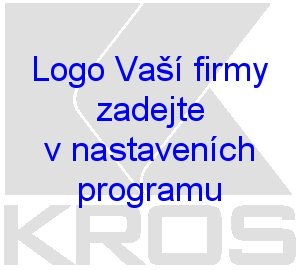 Logo Vaší firmy
zadejte
v nastaveních
programu
KROS